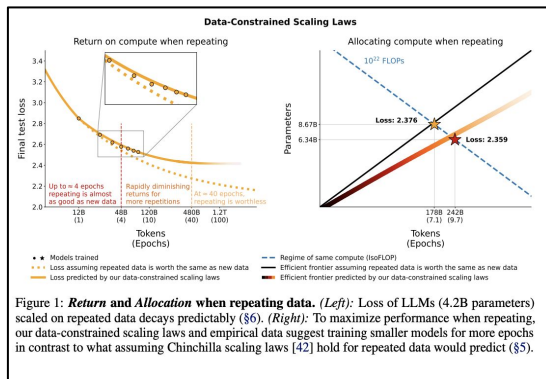 Data-Constrained Scaling Laws
Return on compute when repeating
Final test loss
3.4
3.2
3.0
2.8
2.6
2.4
2.2
2.0
Up to ≈ 4 epochs
repeating is almost
as good as new data
Rapidly diminishing
returns for
more repetitions
At ≈ 40 epochs,
repeating is worthless
12B
(1)
48B
(4)
120B
(10)
480B
(40)
1.2T
(100)
Tokens
(Epochs)
Allocating compute when repeating
Parameters
10²² FLOPs
8.67B
6.34B
Loss: 2.376
Loss: 2.359
178B
(7.1)
242B
(9.7)
Tokens
(Epochs)
Models trained
Loss assuming repeated data is worth the same as new data
Loss predicted by our data-constrained scaling laws
Regime of same compute (IsoFLOP)
Efficient frontier assuming repeated data is worth the same as new data
Efficient frontier predicted by our data-constrained scaling laws
Figure 1: Return and Allocation when repeating data. (Left): Loss of LLMs (4.2B parameters)
scaled on repeated data decays predictably (§6). (Right): To maximize performance when repeating,
our data-constrained scaling laws and empirical data suggest training smaller models for more epochs
in contrast to what assuming Chinchilla scaling laws [42] hold for repeated data would predict (§5).